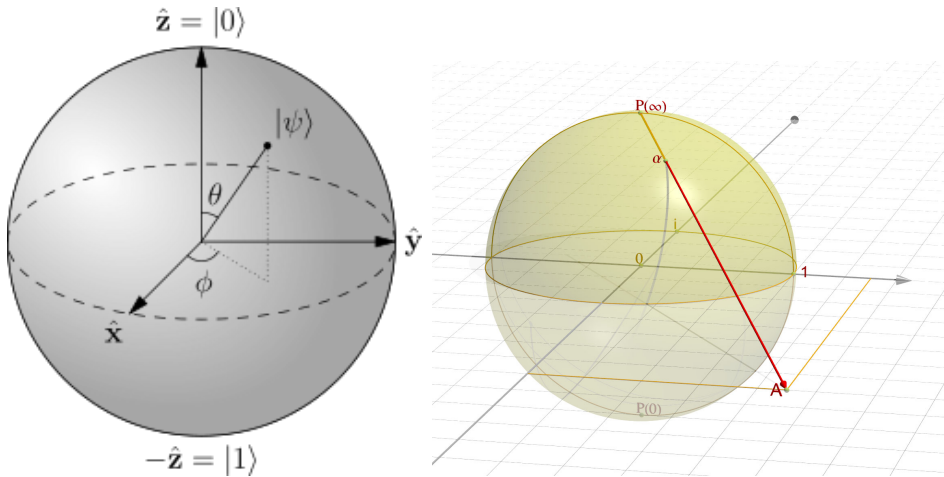 ẑ = |0⟩
|ψ⟩
θ
ŷ
ϕ
x̂
−ẑ = |1⟩
P(∞)
α
i
0
1
A
P(0)